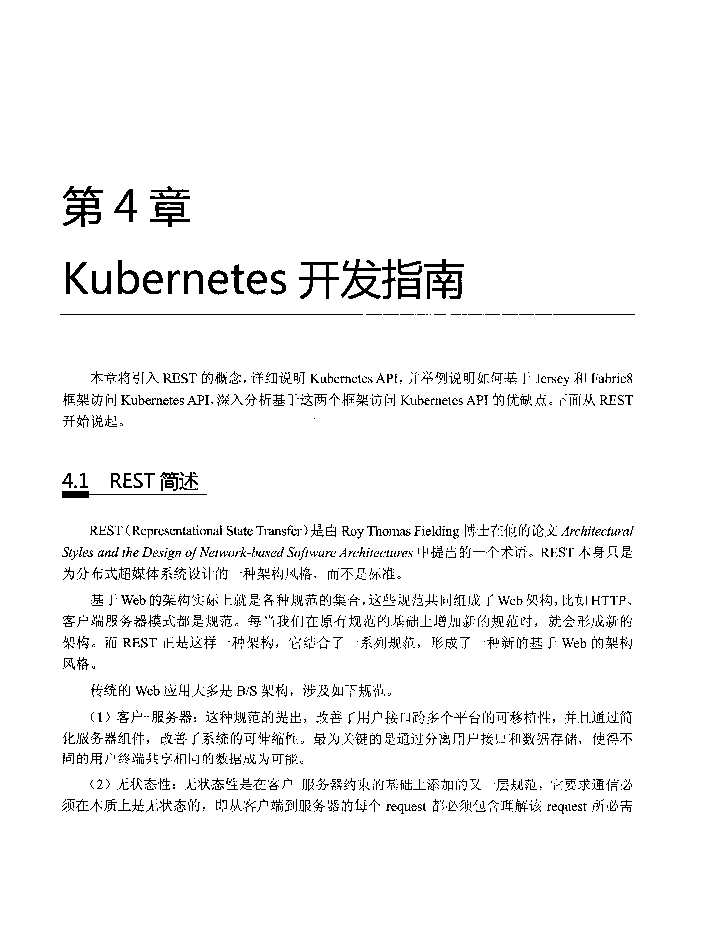 第 4 章
Kubernetes 开发指南
本章将引入 REST 的概念，详细说明 Kubernetes API，并举例说明如何基于 Jersey 和 Fabric8
框架访问 Kubernetes API，深入分析基于这两个框架访问 Kubernetes API 的优缺点。下面从 REST
开始说起。
4.1 REST 简述
REST（Representational State Transfer）是由 Roy Thomas Fielding 博士在他的论文 Architectural
Styles and the Design of Network-based Software Architectures 中提出的一个术语。REST 本身只是
为分布式超媒体系统设计的一种架构风格，而不是标准。
基于 Web 的架构实际上就是各种规范的集合，这些规范共同组成了 Web 架构，比如 HTTP、
客户端服务器模式都是规范。每当我们在原有规范的基础上增加新的规范时，就会形成新的
架构。而 REST 正是这样一种架构，它结合了一系列规范，形成了一种新的基于 Web 的架构
风格。
传统的 Web 应用大多是 B/S 架构，涉及如下规范。
（1）客户-服务器：这种规范的提出，改善了用户接口跨多个平台的可移植性，并且通过简
化服务器组件，改善了系统的可伸缩性。最为关键的是通过分离用户接口和数据存储，使得不
同的用户终端共享相同的数据成为可能。
（2）无状态性：无状态性是在客户-服务器约束的基础上添加的又一层规范，它要求通信必
须在本质上是无状态的，即从客户端到服务器的每个 request 都必须包含理解该 request 所必需